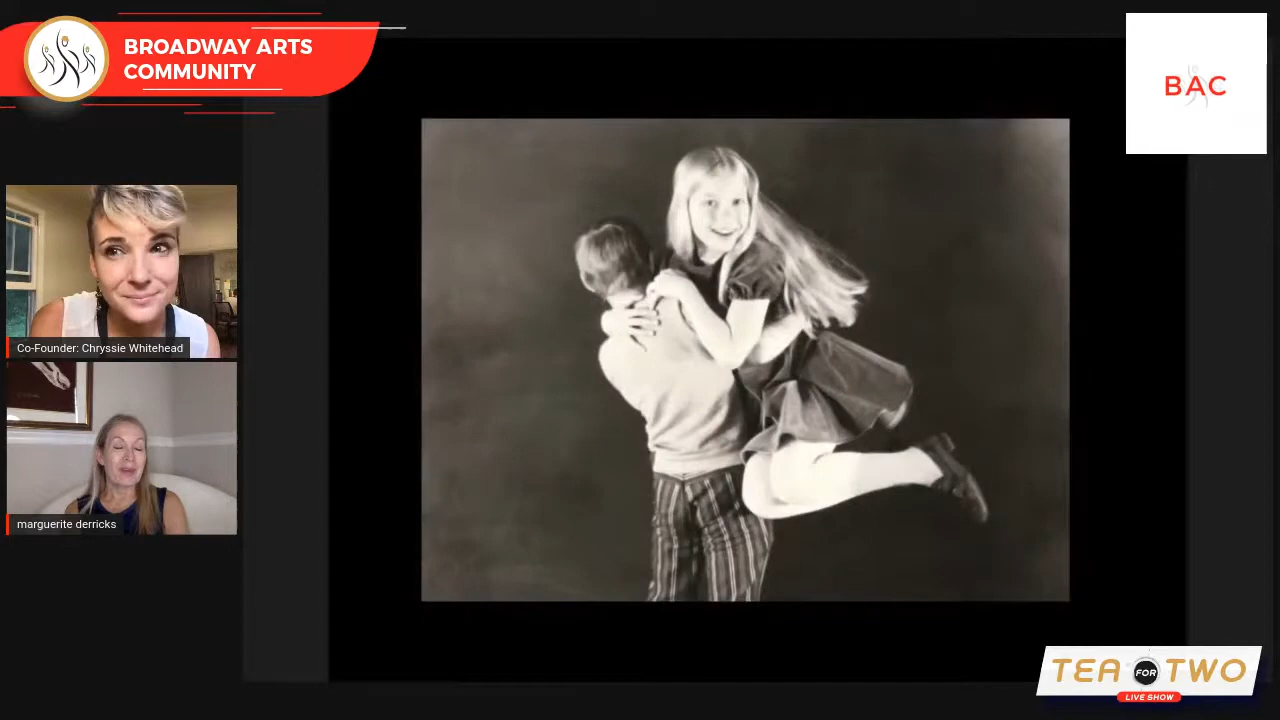 BROADWAY ARTS
COMMUNITY
BAC
Co-Founder: Chryssie Whitehead
marguerite derricks
TEA FOR TWO
LIVE SHOW